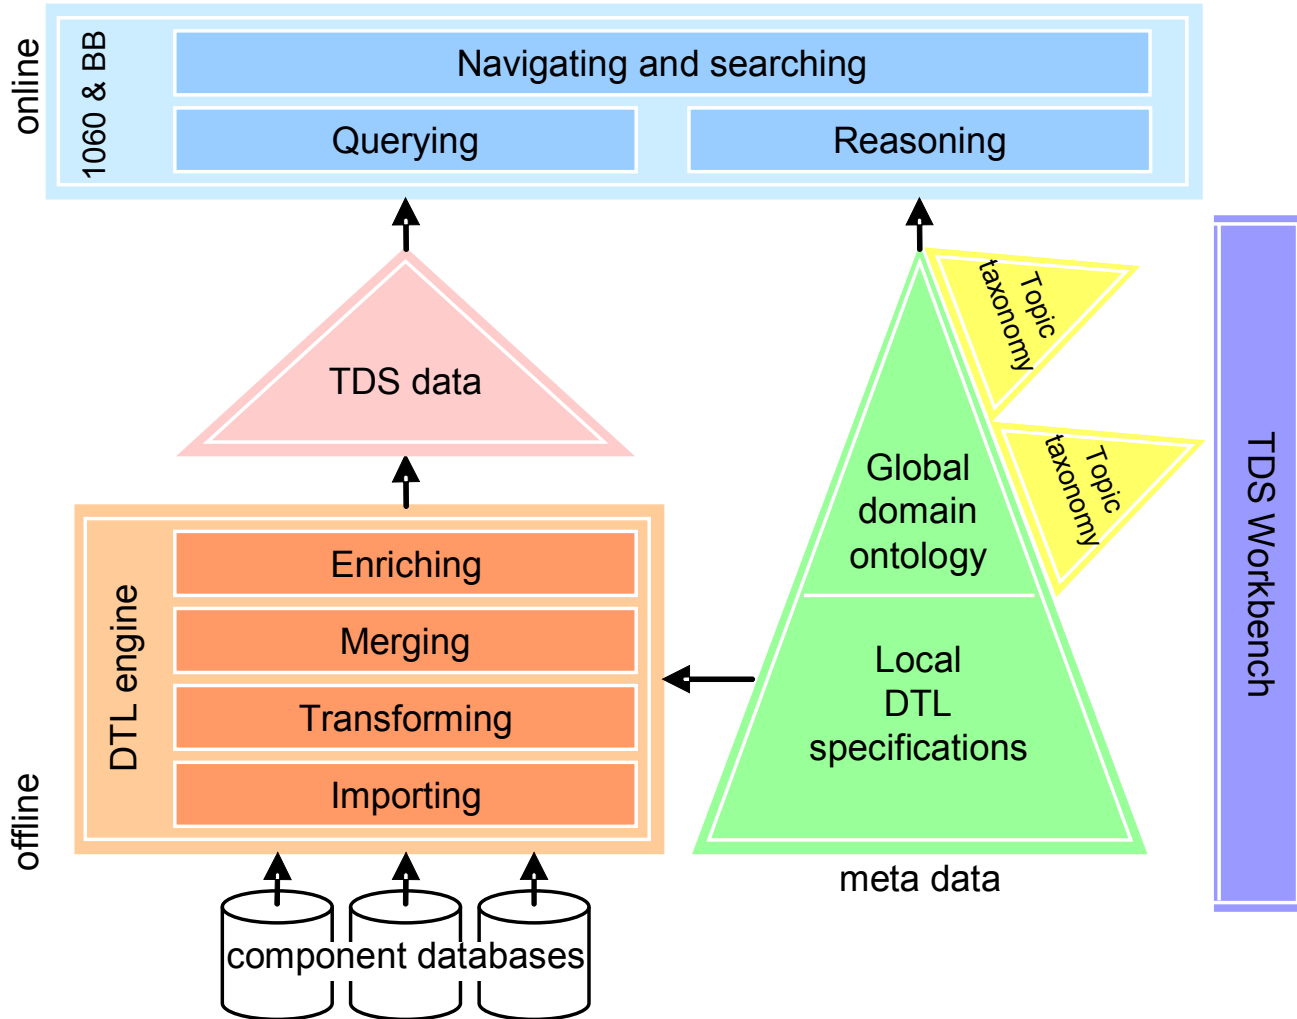 online
1060 & BB
Navigating and searching
Querying
Reasoning
TDS data
Topic
taxonomy
Topic
taxonomy
Global
domain
ontology
Local
DTL
specifications
meta data
TDS Workbench
offline
DTL engine
Enriching
Merging
Transforming
Importing
component databases